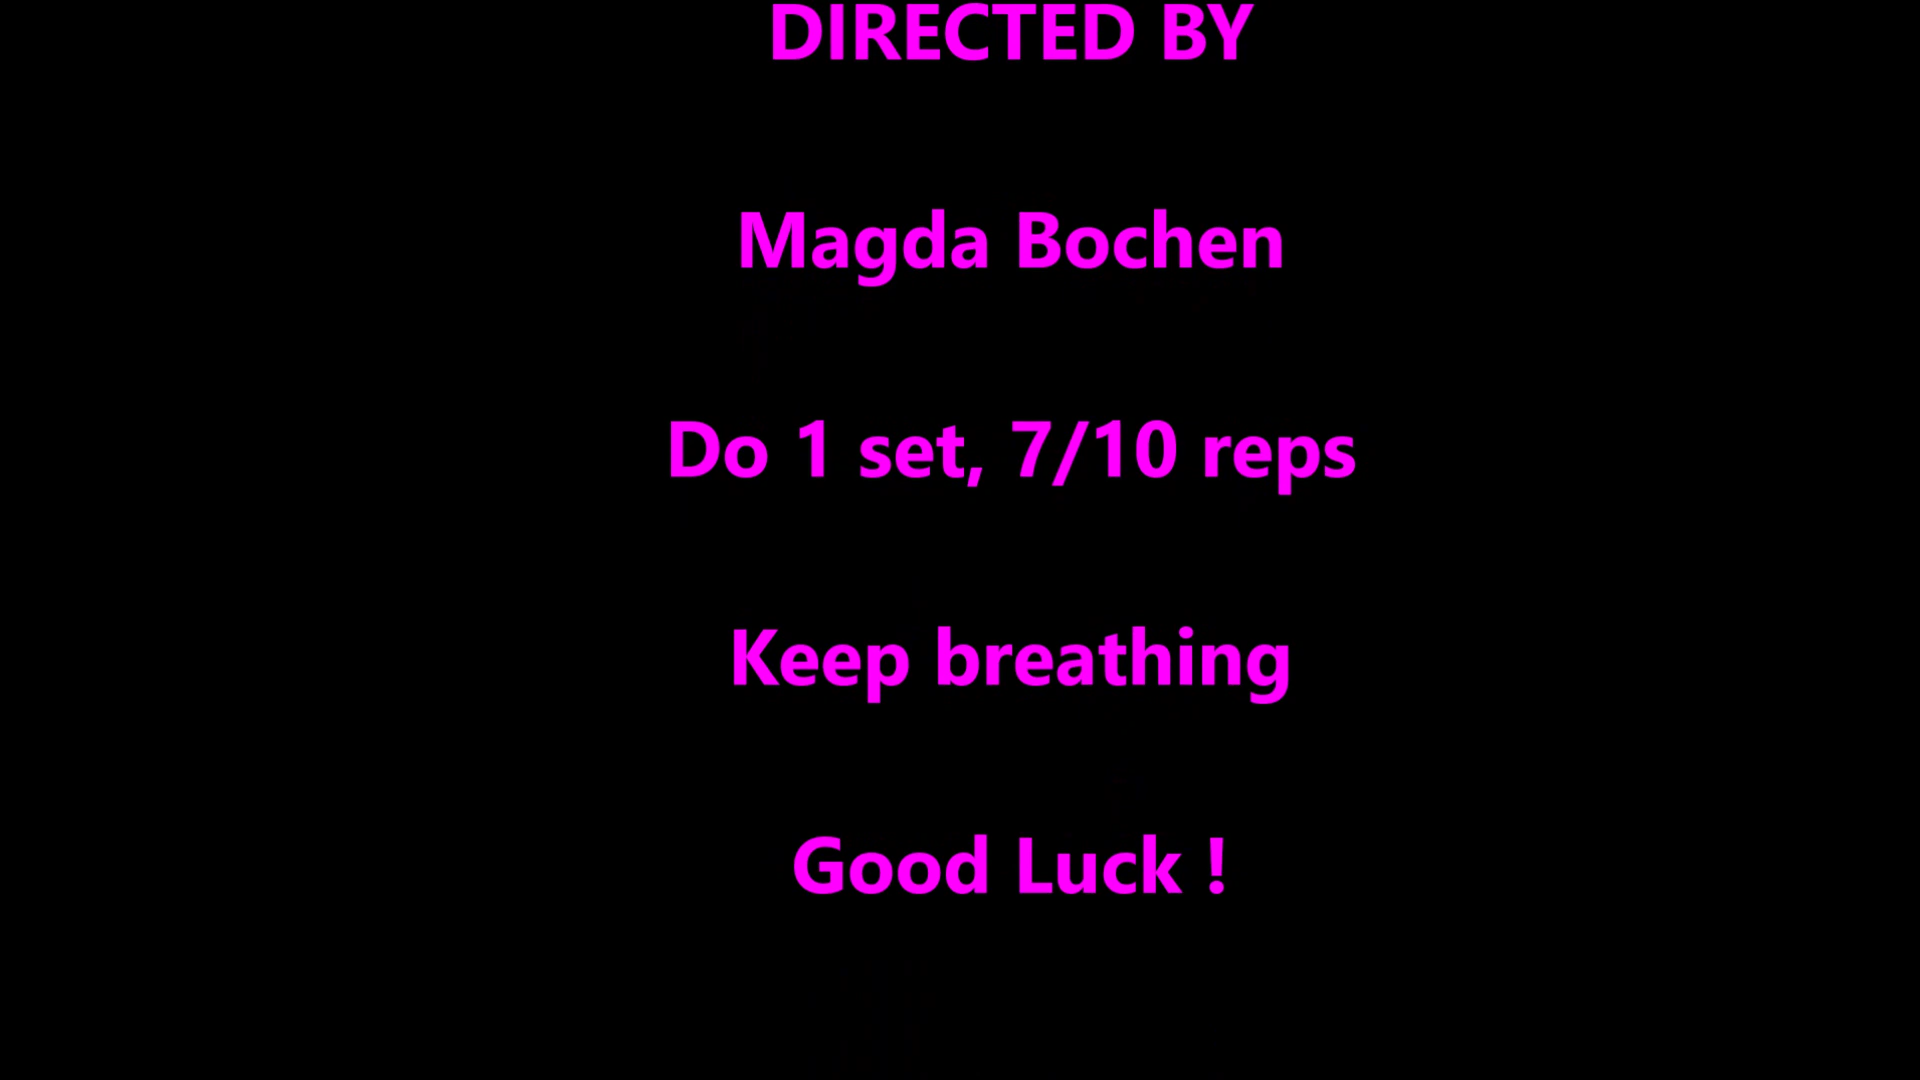 DIRECTED BY
Magda Bochen
Do 1 set, 7/10 reps
Keep breathing
Good Luck !